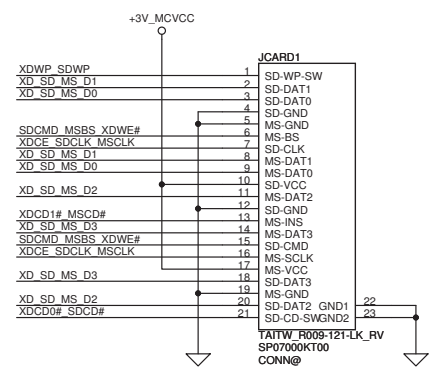 +3V_MCVCC
JCARD1
XDWP_SDWP 1 SD-WP-SW
XD_SD_MS_D1 2 SD-DAT1
XD_SD_MS_D0 3 SD-DAT0
4 SD-GND
5 MS-GND
SDCMD_MSBS_XDWE# 6 MS-BS
XDCE_SDCLK_MSCLK 7 SD-CLK
XD_SD_MS_D1 8 MS-DAT1
XD_SD_MS_D0 9 MS-DAT0
10 SD-VCC
XD_SD_MS_D2 11 MS-DAT2
12 SD-GND
XDCD1#_MSCD# 13 MS-INS
XD_SD_MS_D3 14 MS-DAT3
SDCMD_MSBS_XDWE# 15 SD-CMD
XDCE_SDCLK_MSCLK 16 MS-SCLK
17 MS-VCC
XD_SD_MS_D3 18 SD-DAT3
19 MS-GND
XD_SD_MS_D2 20 SD-DAT2 GND1 22
XDCD0#_SDCD# 21 SD-CD-SWGND2 23
TAITW_R009-121-LK_RV
SP07000KT00
CONN@